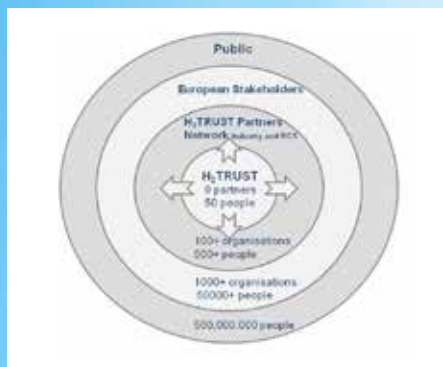 Public
European Stakeholders
H₂TRUST Partners
Network, Industry and RCS
H₂TRUST
9 partners
50 people
100+ organisations
500+ people
1000+ organisations
50000+ people
500,000,000 people